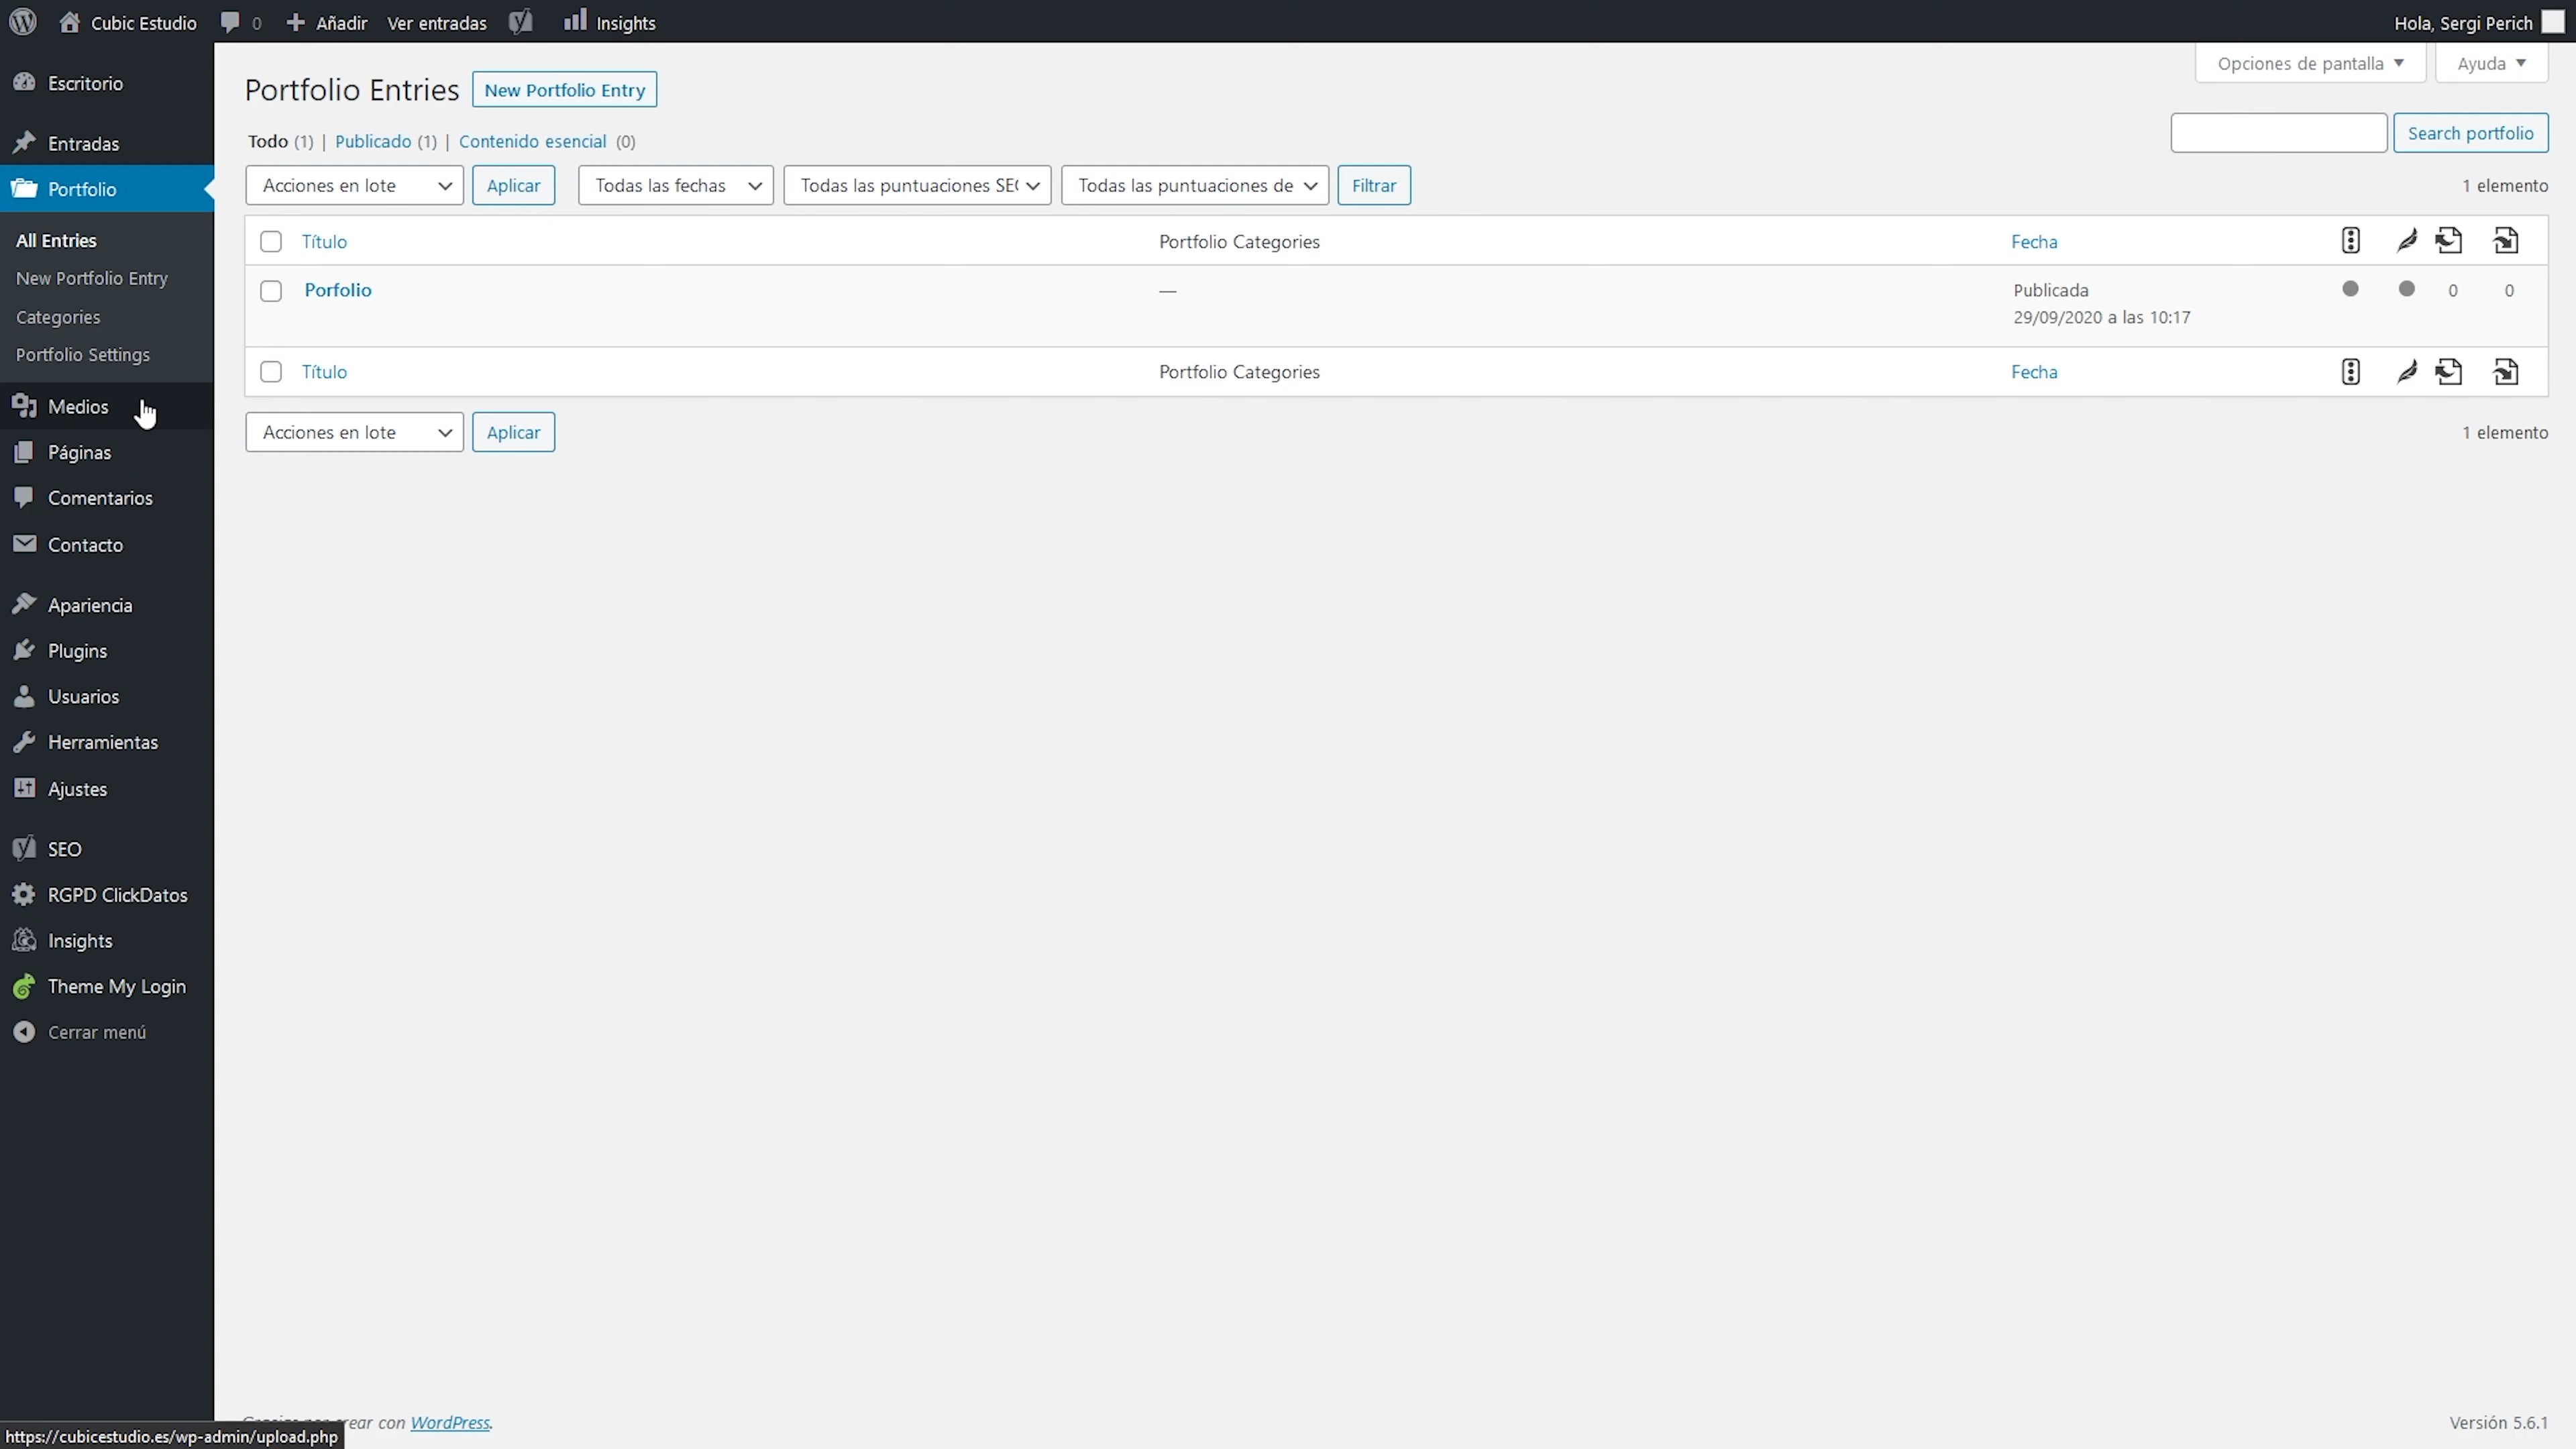 Cubic Estudio 0 Añadir Ver entradas Insights Hola, Sergi Perich
Opciones de pantalla Ayuda
Escritorio
Entradas
Portfolio
All Entries
New Portfolio Entry
Categories
Portfolio Settings
Medios
Páginas
Comentarios
Contacto
Apariencia
Plugins
Usuarios
Herramientas
Ajustes
SEO
RGPD ClickDatos
Insights
Theme My Login
Cerrar menú
Portfolio Entries New Portfolio Entry
Todo (1) | Publicado (1) | Contenido esencial (0)
Search portfolio
Acciones en lote Aplicar Todas las fechas Todas las puntuaciones SE Todas las puntuaciones de Filtrar 1 elemento
Título Portfolio Categories Fecha
Porfolio — Publicada 0 0
29/09/2020 a las 10:17
Título Portfolio Categories Fecha
Acciones en lote Aplicar 1 elemento
crear con WordPress. Versión 5.6.1
https://cubicestudio.es/wp-admin/upload.php